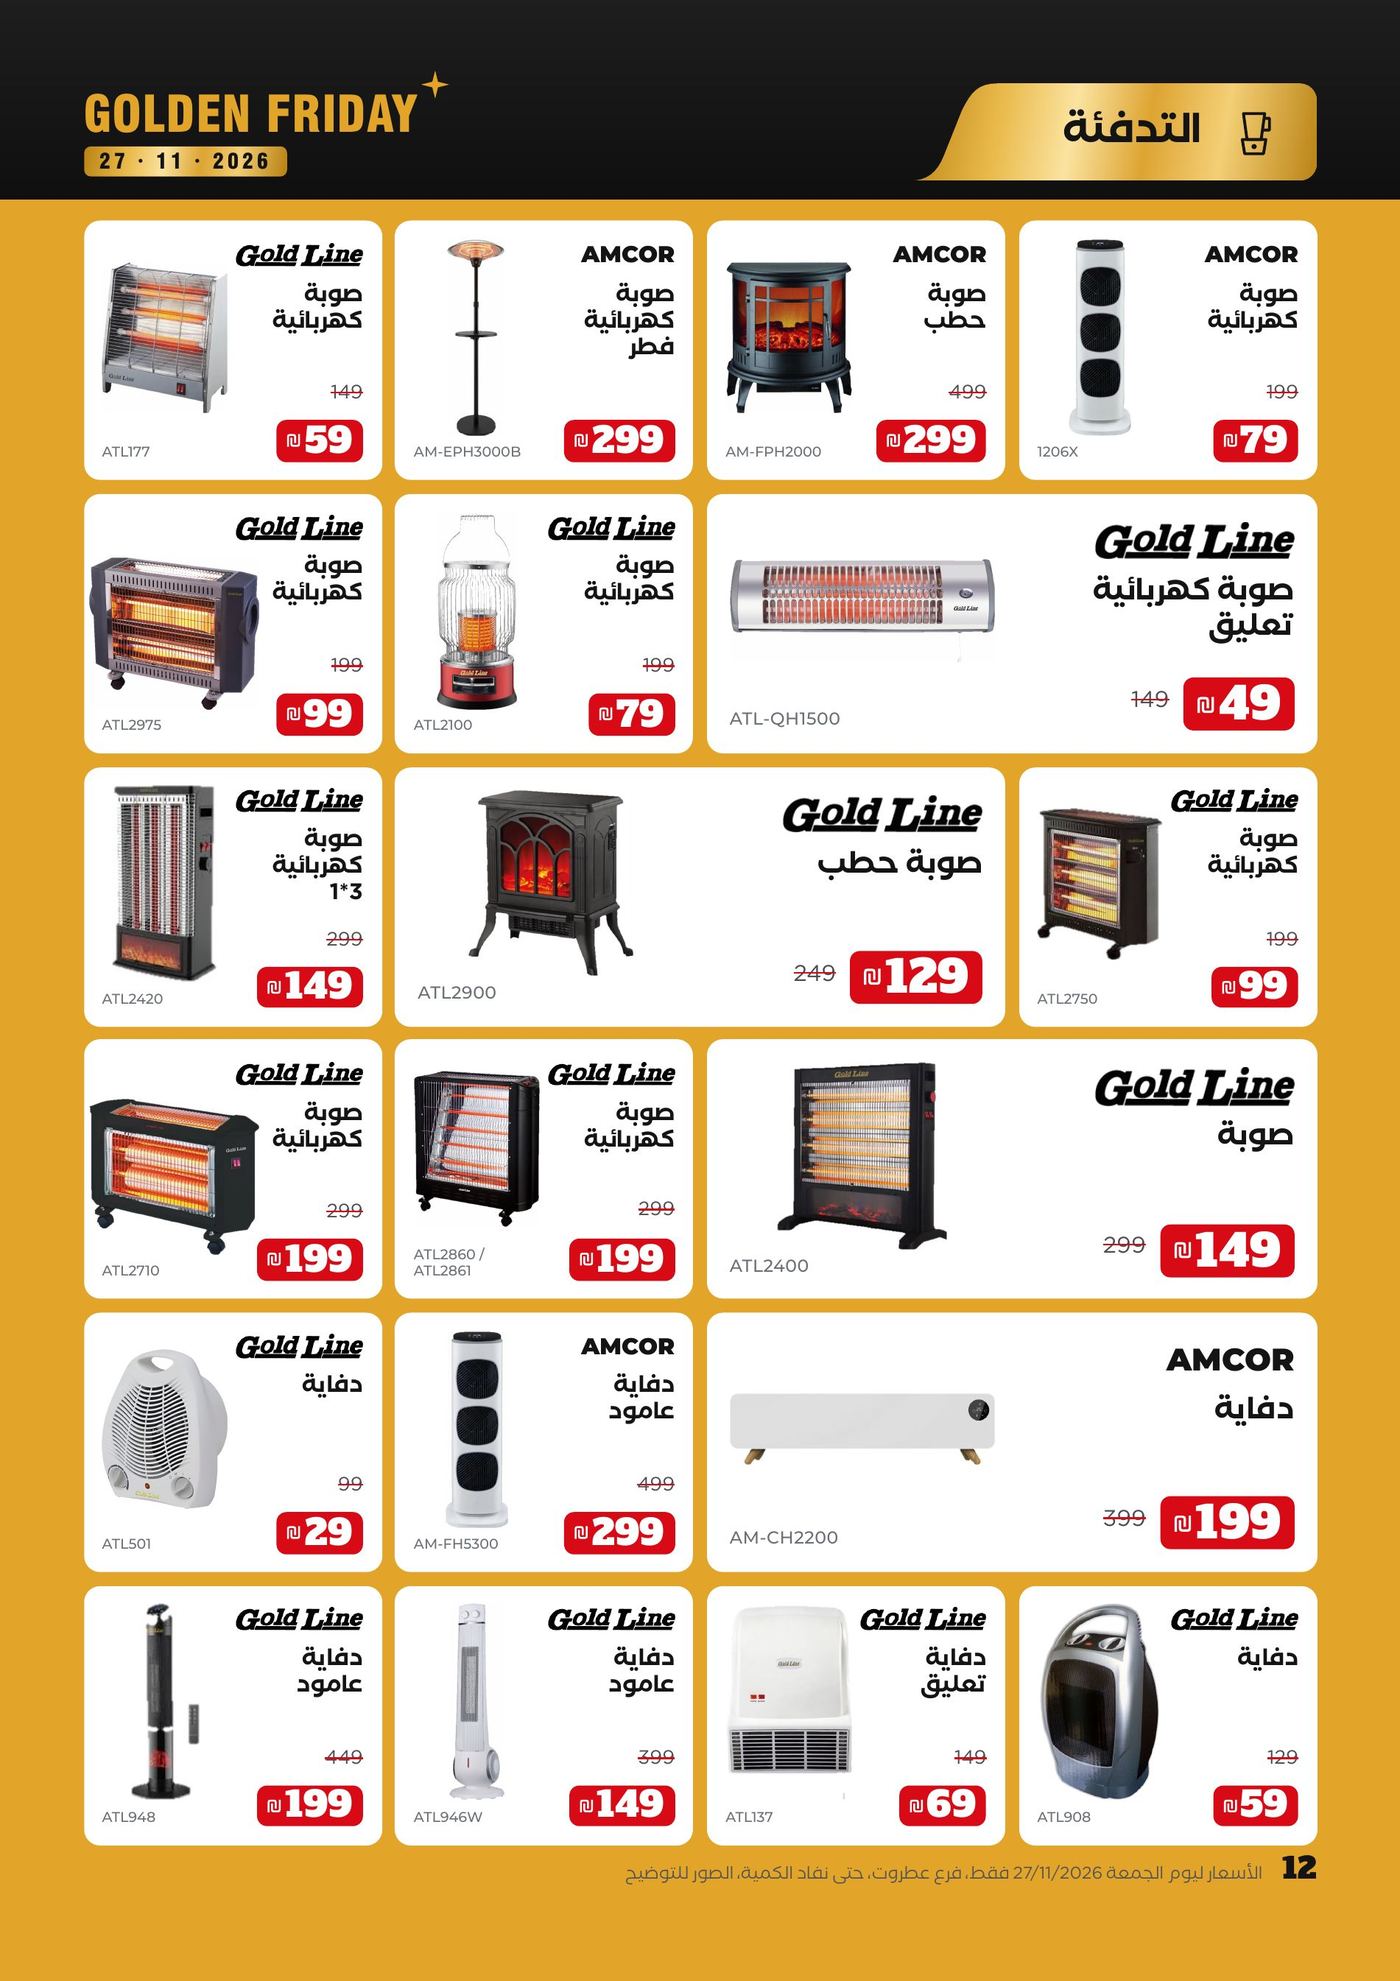 GOLDEN FRIDAY
27 · 11 · 2026
التدفئة
AMCOR
صوبة
كهربائية
199
₪79
1206X
AMCOR
صوبة
حطب
499
₪299
AM-FPH2000
AMCOR
صوبة
كهربائية
فطر
₪299
AM-EPH3000B
Gold Line
صوبة
كهربائية
149
₪59
ATL177
Gold Line
صوبة كهربائية
تعليق
149
₪49
ATL-QH1500
Gold Line
صوبة
كهربائية
199
₪79
ATL2100
Gold Line
صوبة
كهربائية
199
₪99
ATL2975
Gold Line
صوبة
كهربائية
199
₪99
ATL2750
Gold Line
صوبة حطب
249
₪129
ATL2900
Gold Line
صوبة
كهربائية
3*1
299
₪149
ATL2420
Gold Line
صوبة
299
₪149
ATL2400
Gold Line
صوبة
كهربائية
299
₪199
ATL2860 /
ATL2861
Gold Line
صوبة
كهربائية
299
₪199
ATL2710
AMCOR
دفاية
399
₪199
AM-CH2200
AMCOR
دفاية
عامود
499
₪299
AM-FH5300
Gold Line
دفاية
99
₪29
ATL501
Gold Line
دفاية
129
₪59
ATL908
Gold Line
دفاية
تعليق
149
₪69
ATL137
Gold Line
دفاية
عامود
399
₪149
ATL946W
Gold Line
دفاية
عامود
449
₪199
ATL948
12
الأسعار ليوم الجمعة 27/11/2026 فقط، فرع عطروت، حتى نفاد الكمية، الصور للتوضيح